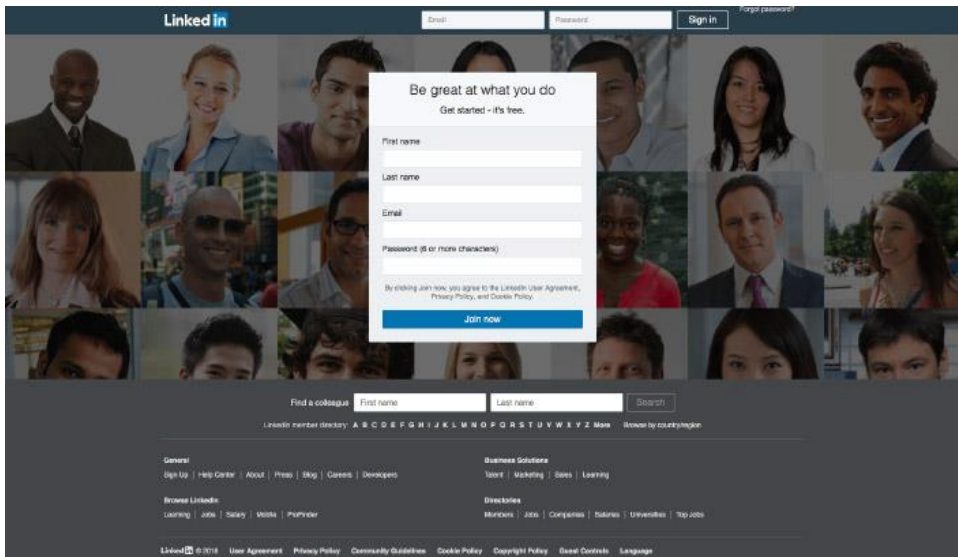 LinkedIn Email Password Sign in Forgot password?
Be great at what you do
Get started - it's free.
First name
Last name
Email
Password (6 or more characters)
By clicking Join now, you agree to the LinkedIn User Agreement,
Privacy Policy, and Cookie Policy.
Join now
Find a colleague First name Last name Search
LinkedIn member directory: A B C D E F G H I J K L M N O P Q R S T U V W X Y Z More Browse by country/region
General
Sign Up | Help Center | About | Press | Blog | Careers | Developers
Business Solutions
Talent | Marketing | Sales | Learning
Browse LinkedIn
Learning | Jobs | Salary | Mobile | ProFinder
Directories
Members | Jobs | Companies | Salaries | Universities | Top Jobs
LinkedIn © 2018 User Agreement Privacy Policy Community Guidelines Cookie Policy Copyright Policy Guest Controls Language